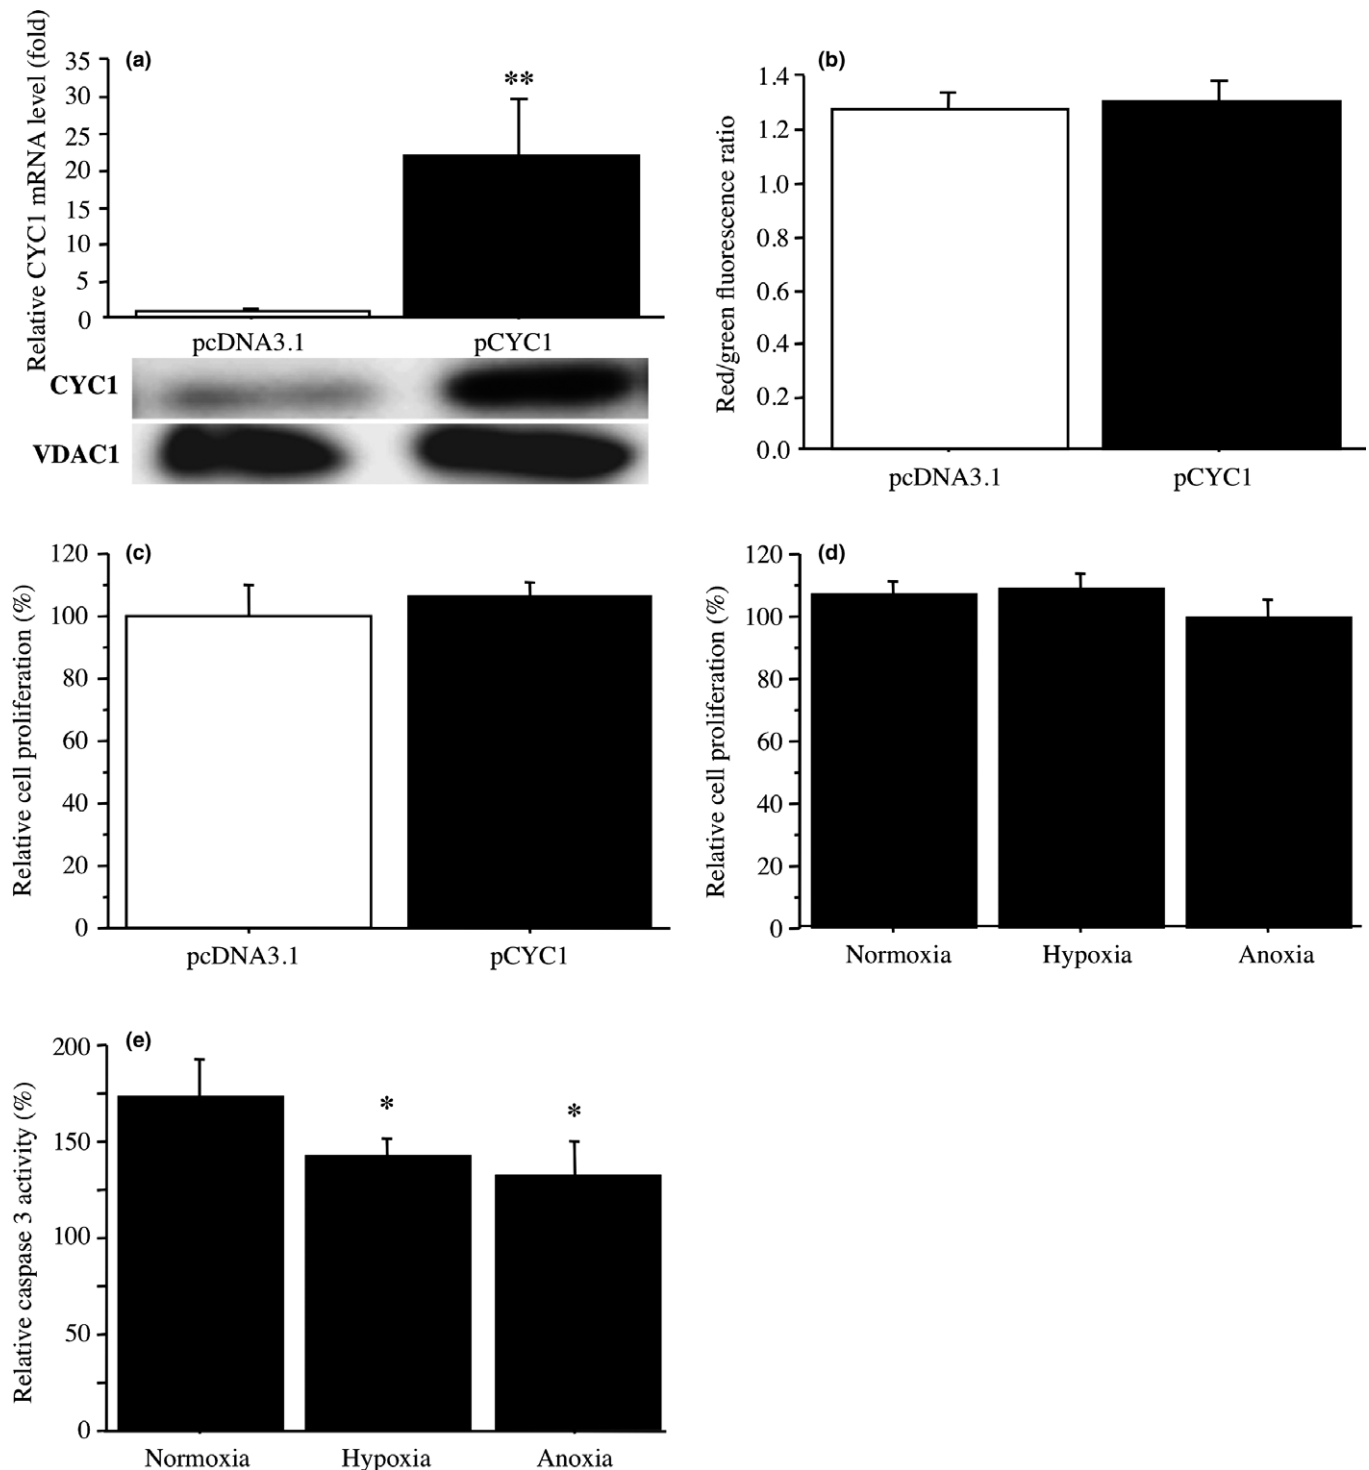 (a)
Relative CYC1 mRNA level (fold)
35
30
25
20
15
10
5
0
**
pcDNA3.1
pCYC1
CYC1
VDAC1
(b)
Red/green fluorescence ratio
1.4
1.2
1.0
0.8
0.6
0.4
0.2
0.0
pcDNA3.1
pCYC1
(c)
Relative cell proliferation (%)
120
100
80
60
40
20
0
pcDNA3.1
pCYC1
(d)
Relative cell proliferation (%)
120
100
80
60
40
20
0
Normoxia
Hypoxia
Anoxia
(e)
Relative caspase 3 activity (%)
200
150
100
50
0
*
*
Normoxia
Hypoxia
Anoxia